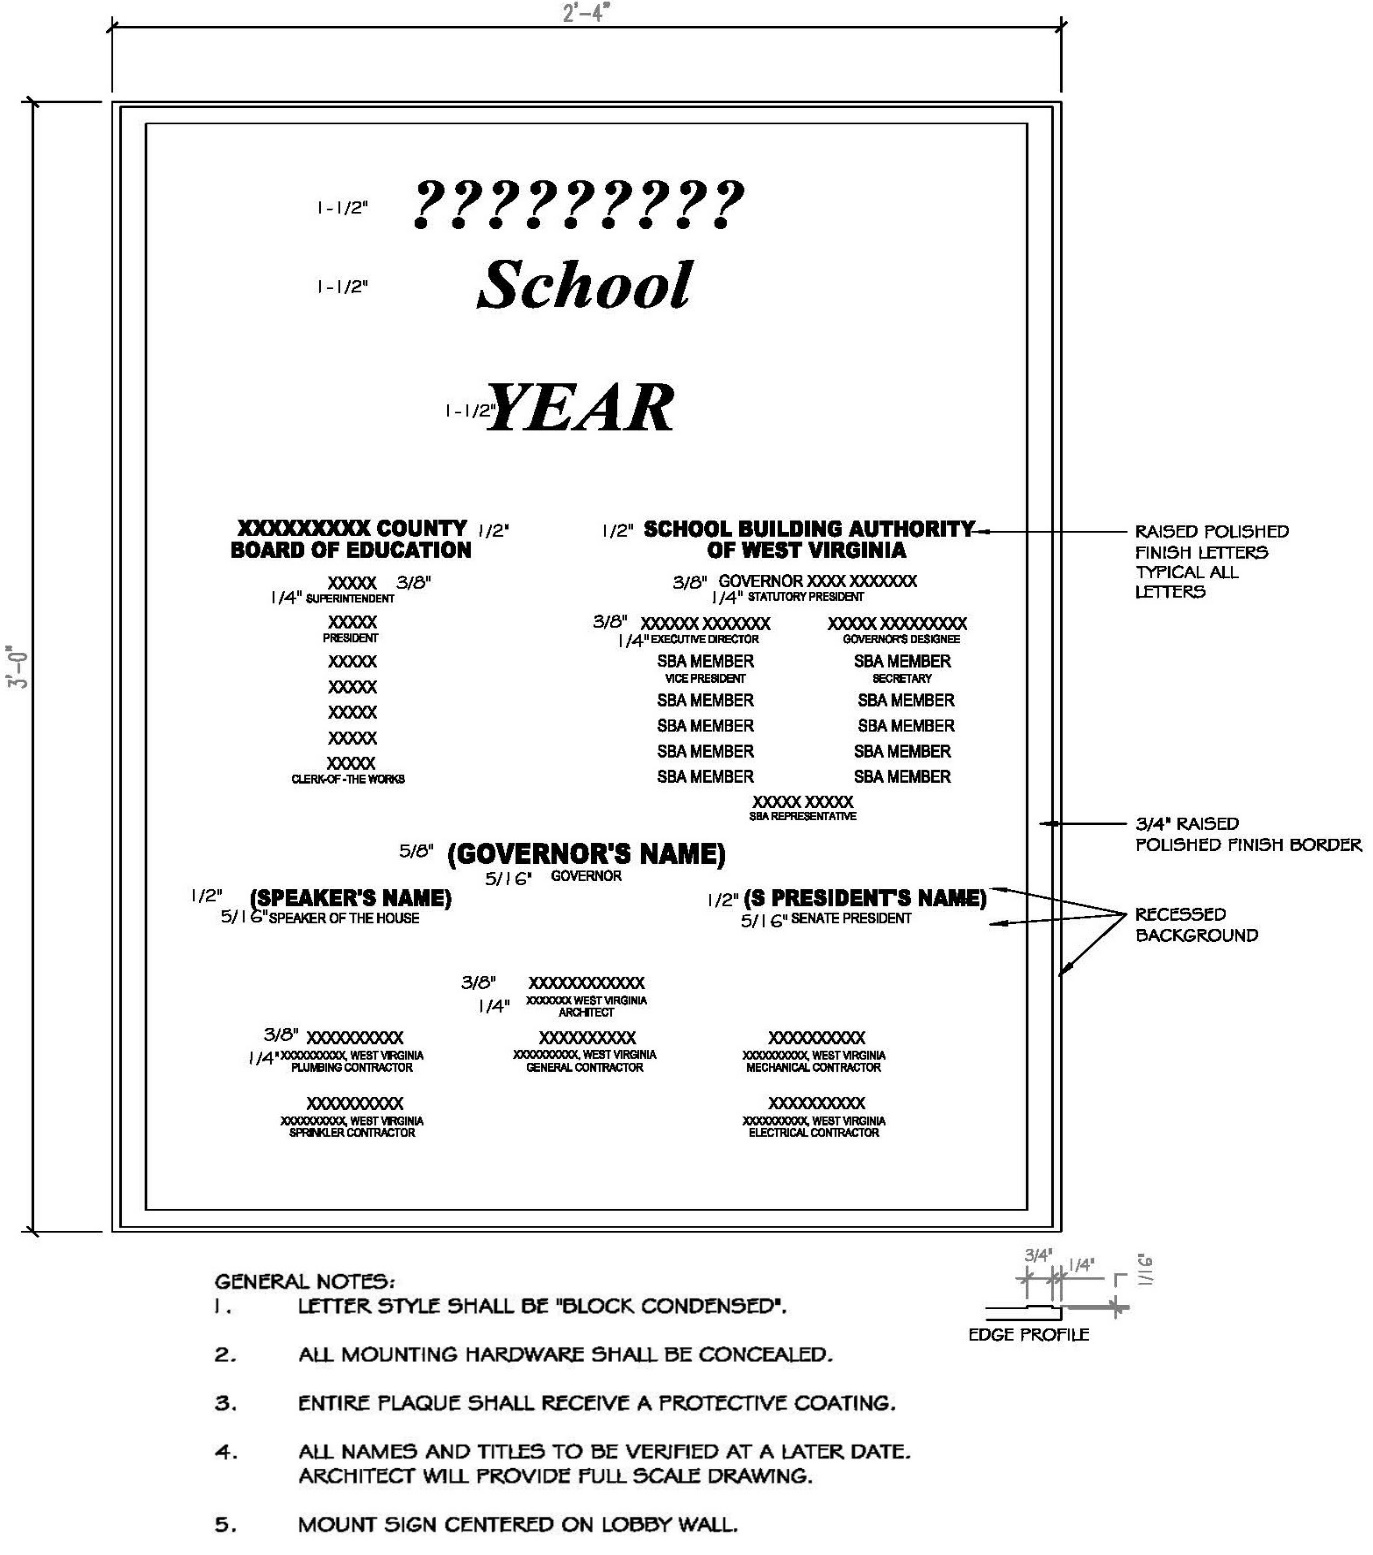 2'-4"
3'-0"
1-1/2" ?????????
1-1/2" School
1-1/2" YEAR
XXXXXXXXX COUNTY 1/2"
BOARD OF EDUCATION
XXXXX 3/8"
1/4" SUPERINTENDENT
XXXXX
PRESIDENT
XXXXX
XXXXX
XXXXX
XXXXX
XXXXX
CLERK-OF-THE WORKS
1/2" SCHOOL BUILDING AUTHORITY
OF WEST VIRGINIA
3/8" GOVERNOR XXXX XXXXXXX
1/4" STATUTORY PRESIDENT
3/8" XXXXXX XXXXXXX XXXXX XXXXXXXXX
1/4" EXECUTIVE DIRECTOR GOVERNOR'S DESIGNEE
SBA MEMBER SBA MEMBER
VICE PRESIDENT SECRETARY
SBA MEMBER SBA MEMBER
SBA MEMBER SBA MEMBER
SBA MEMBER SBA MEMBER
SBA MEMBER SBA MEMBER
XXXXX XXXXX
SBA REPRESENTATIVE
5/8" (GOVERNOR'S NAME)
5/16" GOVERNOR
1/2" (SPEAKER'S NAME)
5/16" SPEAKER OF THE HOUSE
1/2" (S PRESIDENT'S NAME)
5/16" SENATE PRESIDENT
3/8" XXXXXXXXXXXX
1/4" XXXXXXX WEST VIRGINIA
ARCHITECT
3/8" XXXXXXXXXX
1/4" XXXXXXXXXX, WEST VIRGINIA
PLUMBING CONTRACTOR
XXXXXXXXXX
XXXXXXXXXX, WEST VIRGINIA
GENERAL CONTRACTOR
XXXXXXXXXX
XXXXXXXXXX, WEST VIRGINIA
MECHANICAL CONTRACTOR
XXXXXXXXXX
XXXXXXXXXX, WEST VIRGINIA
SPRINKLER CONTRACTOR
XXXXXXXXXX
XXXXXXXXXX, WEST VIRGINIA
ELECTRICAL CONTRACTOR
RAISED POLISHED
FINISH LETTERS
TYPICAL ALL
LETTERS
3/4" RAISED
POLISHED FINISH BORDER
RECESSED
BACKGROUND
3/4"
1/4"
1/16"
EDGE PROFILE
GENERAL NOTES:
1. LETTER STYLE SHALL BE "BLOCK CONDENSED".
2. ALL MOUNTING HARDWARE SHALL BE CONCEALED.
3. ENTIRE PLAQUE SHALL RECEIVE A PROTECTIVE COATING.
4. ALL NAMES AND TITLES TO BE VERIFIED AT A LATER DATE.
ARCHITECT WILL PROVIDE FULL SCALE DRAWING.
5. MOUNT SIGN CENTERED ON LOBBY WALL.